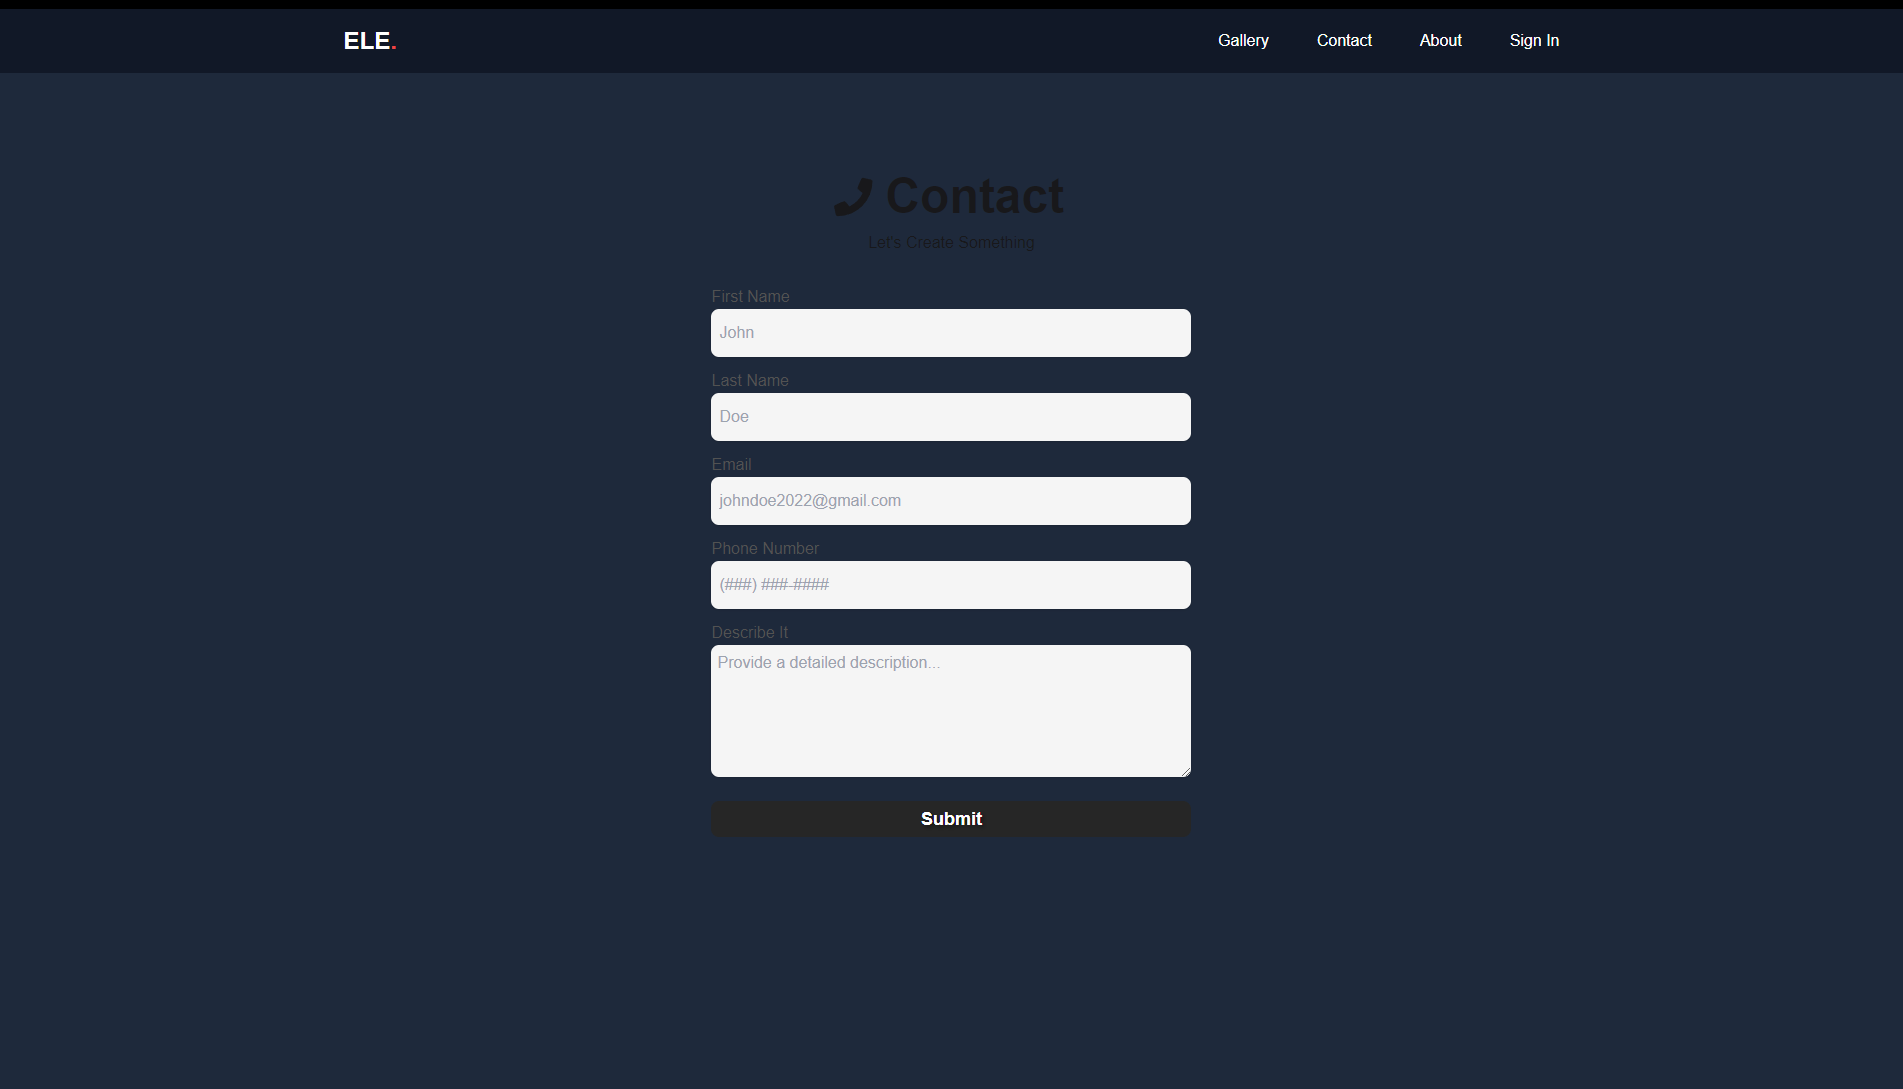 ELE.
Gallery Contact About Sign In
Contact
Let's Create Something
First Name
John
Last Name
Doe
Email
johndoe2022@gmail.com
Phone Number
(###) ###-####
Describe It
Provide a detailed description...
Submit